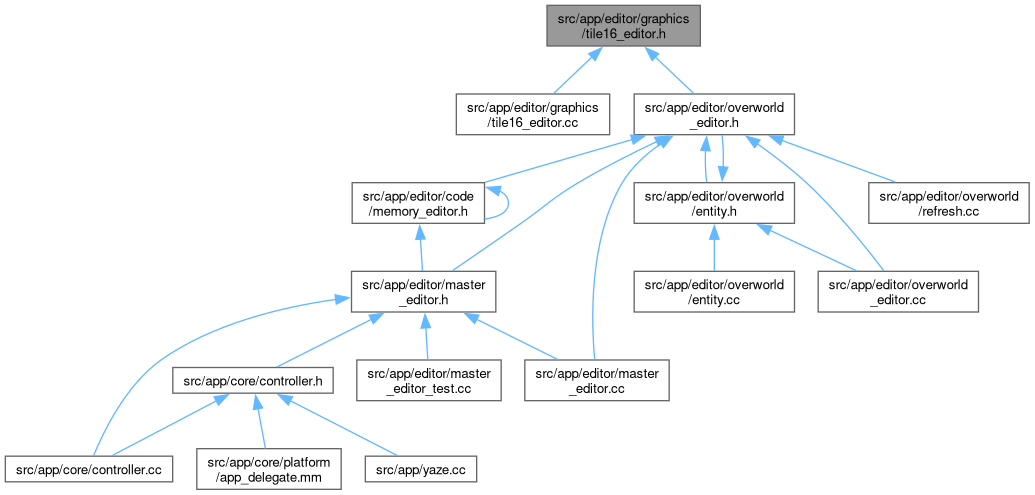 src/app/editor/graphics
/tile16_editor.h
src/app/editor/graphics
/tile16_editor.cc
src/app/editor/overworld
_editor.h
src/app/editor/code
/memory_editor.h
src/app/editor/overworld
/entity.h
src/app/editor/overworld
/refresh.cc
src/app/editor/master
_editor.h
src/app/editor/overworld
/entity.cc
src/app/editor/overworld
_editor.cc
src/app/core/controller.h
src/app/editor/master
_editor_test.cc
src/app/editor/master
_editor.cc
src/app/core/controller.cc
src/app/core/platform
/app_delegate.mm
src/app/yaze.cc